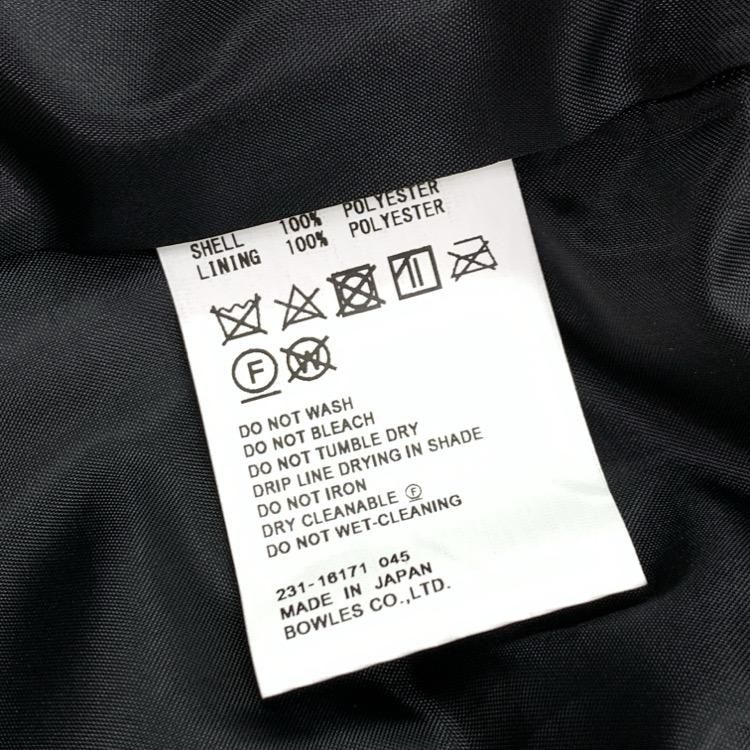 SHELL 100% POLYESTER
LINING 100% POLYESTER
F W
DO NOT WASH
DO NOT BLEACH
DO NOT TUMBLE DRY
DRIP LINE DRYING IN SHADE
DO NOT IRON
DRY CLEANABLE Ⓕ
DO NOT WET-CLEANING
231-16171 045
MADE IN JAPAN
BOWLES CO.,LTD.